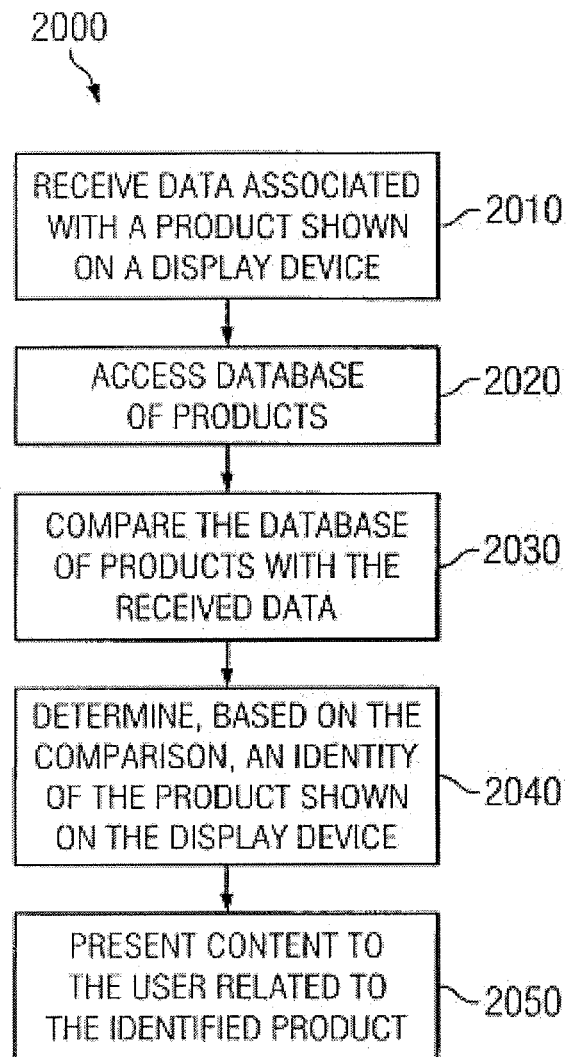 2000
RECEIVE DATA ASSOCIATED
WITH A PRODUCT SHOWN
ON A DISPLAY DEVICE
2010
ACCESS DATABASE
OF PRODUCTS
2020
COMPARE THE DATABASE
OF PRODUCTS WITH THE
RECEIVED DATA
2030
DETERMINE, BASED ON THE
COMPARISON, AN IDENTITY
OF THE PRODUCT SHOWN
ON THE DISPLAY DEVICE
2040
PRESENT CONTENT TO
THE USER RELATED TO
THE IDENTIFIED PRODUCT
2050